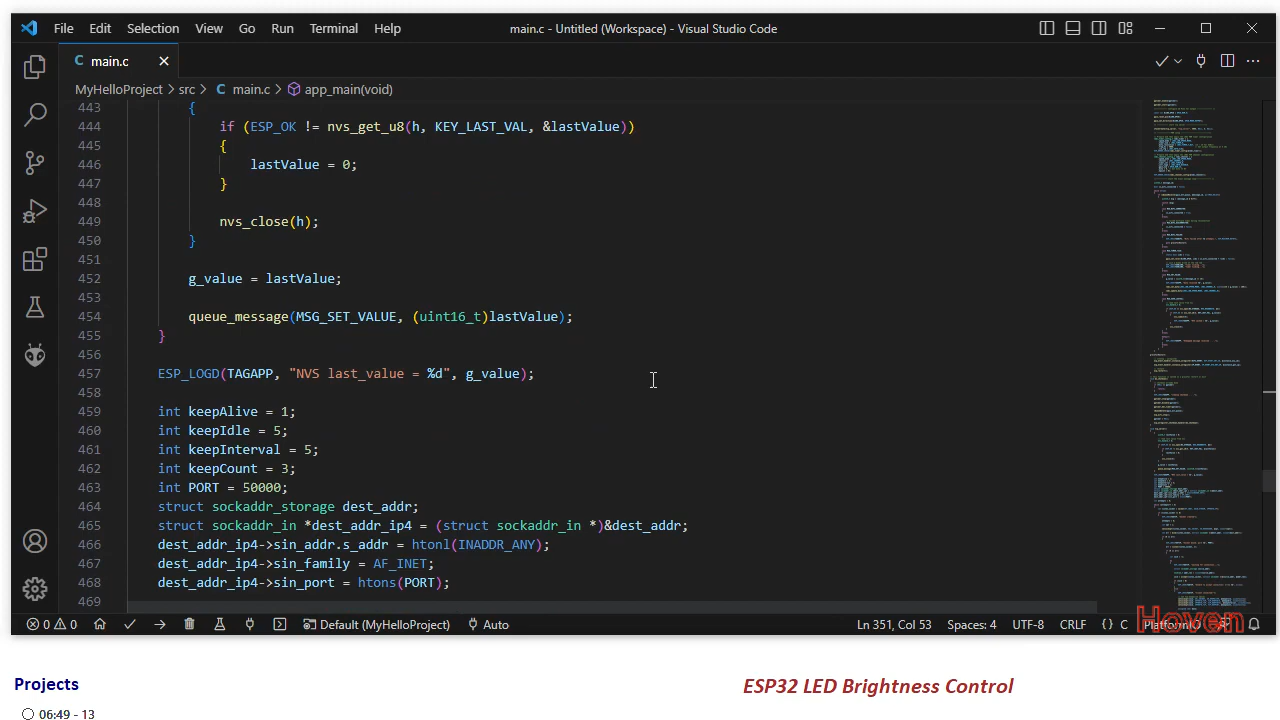 File Edit Selection View Go Run Terminal Help main.c - Untitled (Workspace) - Visual Studio Code
C main.c ×
MyHelloProject > src > C main.c > app_main(void)
443 {
444 if (ESP_OK != nvs_get_u8(h, KEY_LAST_VAL, &lastValue))
445 {
446 lastValue = 0;
447 }
448
449 nvs_close(h);
450 }
451
452 g_value = lastValue;
453
454 queue_message(MSG_SET_VALUE, (uint16_t)lastValue);
455 }
456
457 ESP_LOGD(TAGAPP, "NVS last_value = %d", g_value);
458
459 int keepAlive = 1;
460 int keepIdle = 5;
461 int keepInterval = 5;
462 int keepCount = 3;
463 int PORT = 50000;
464 struct sockaddr_storage dest_addr;
465 struct sockaddr_in *dest_addr_ip4 = (struct sockaddr_in *)&dest_addr;
466 dest_addr_ip4->sin_addr.s_addr = htonl(INADDR_ANY);
467 dest_addr_ip4->sin_family = AF_INET;
468 dest_addr_ip4->sin_port = htons(PORT);
469
0 0 Default (MyHelloProject) Ln 351, Col 53 Spaces: 4 UTF-8 CRLF {} C PlatformIO
Hoven
Projects
ESP32 LED Brightness Control
06:49 - 13